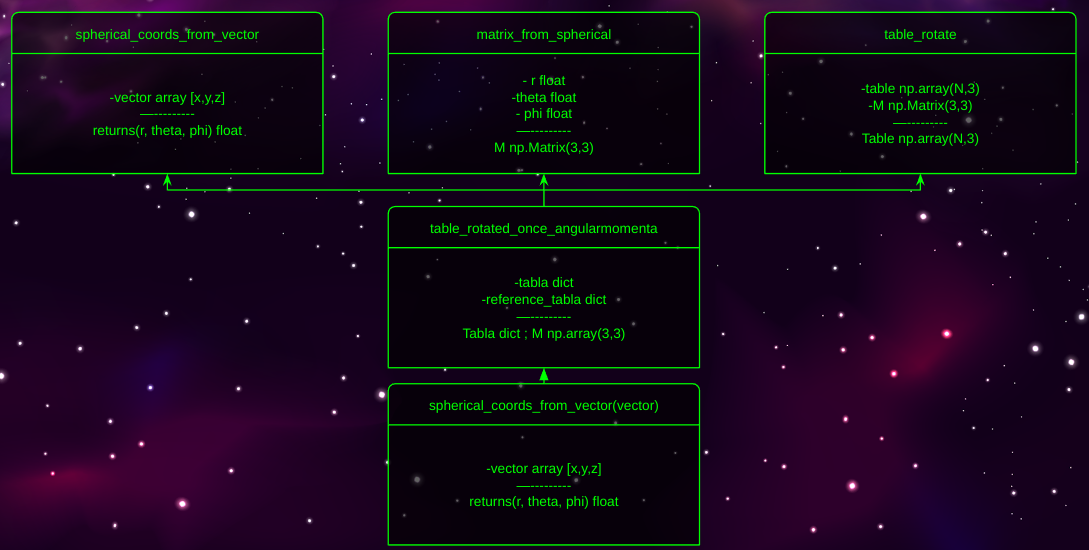 spherical_coords_from_vector
-vector array [x,y,z]
—---------
returns(r, theta, phi) float
matrix_from_spherical
- r float
-theta float
- phi float
—---------
M np.Matrix(3,3)
table_rotate
-table np.array(N,3)
-M np.Matrix(3,3)
—---------
Table np.array(N,3)
table_rotated_once_angularmomenta
-tabla dict
-reference_tabla dict
—---------
Tabla dict ; M np.array(3,3)
spherical_coords_from_vector(vector)
-vector array [x,y,z]
—---------
returns(r, theta, phi) float